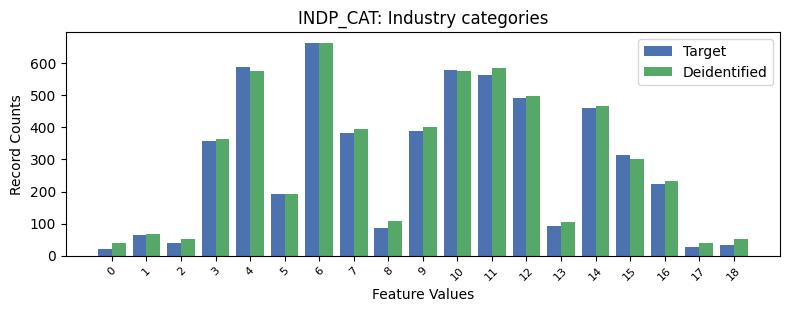 INDP_CAT: Industry categories
Target
Deidentified
Record Counts
600
500
400
300
200
100
0
0 1 2 3 4 5 6 7 8 9 10 11 12 13 14 15 16 17 18
Feature Values